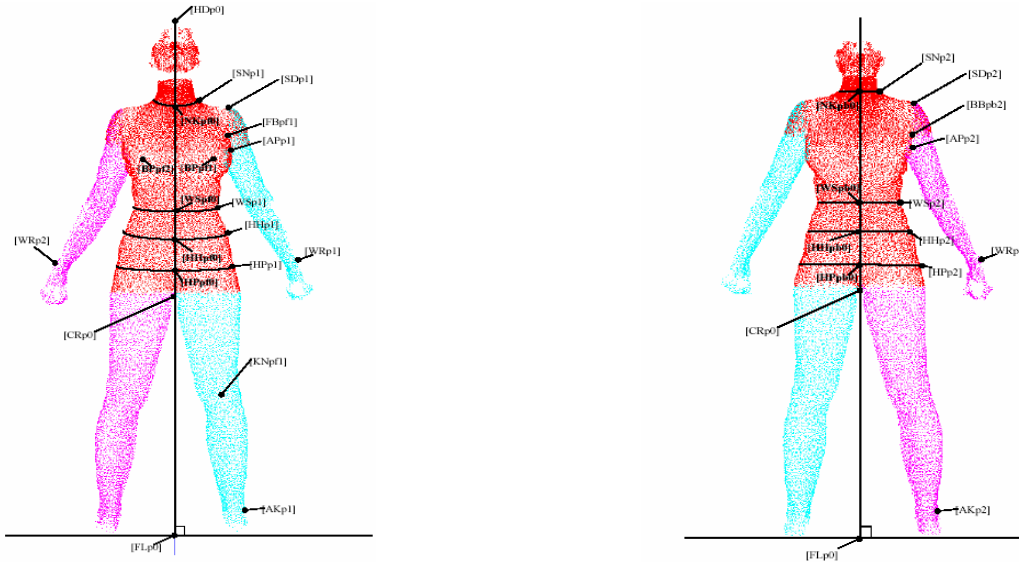 [HDp0]
[SNp1]
[SDp1]
[NKpf0]
[FBpf1]
[APp1]
[BPpf2]
[BPpf1]
[WSpf0]
[WSp1]
[HHp1]
[WRp2]
[HHpf0]
[WRp1]
[HPp1]
[HPpf0]
[CRp0]
[KNpf1]
[AKp1]
[FLp0]
[SNp2]
[SDp2]
[NKpb0]
[BBpb2]
[APp2]
[WSpb0]
[WSp2]
[HHp2]
[HHpb0]
[WRp
[HPp2]
[HPpb0]
[CRp0]
[AKp2]
[FLp0]